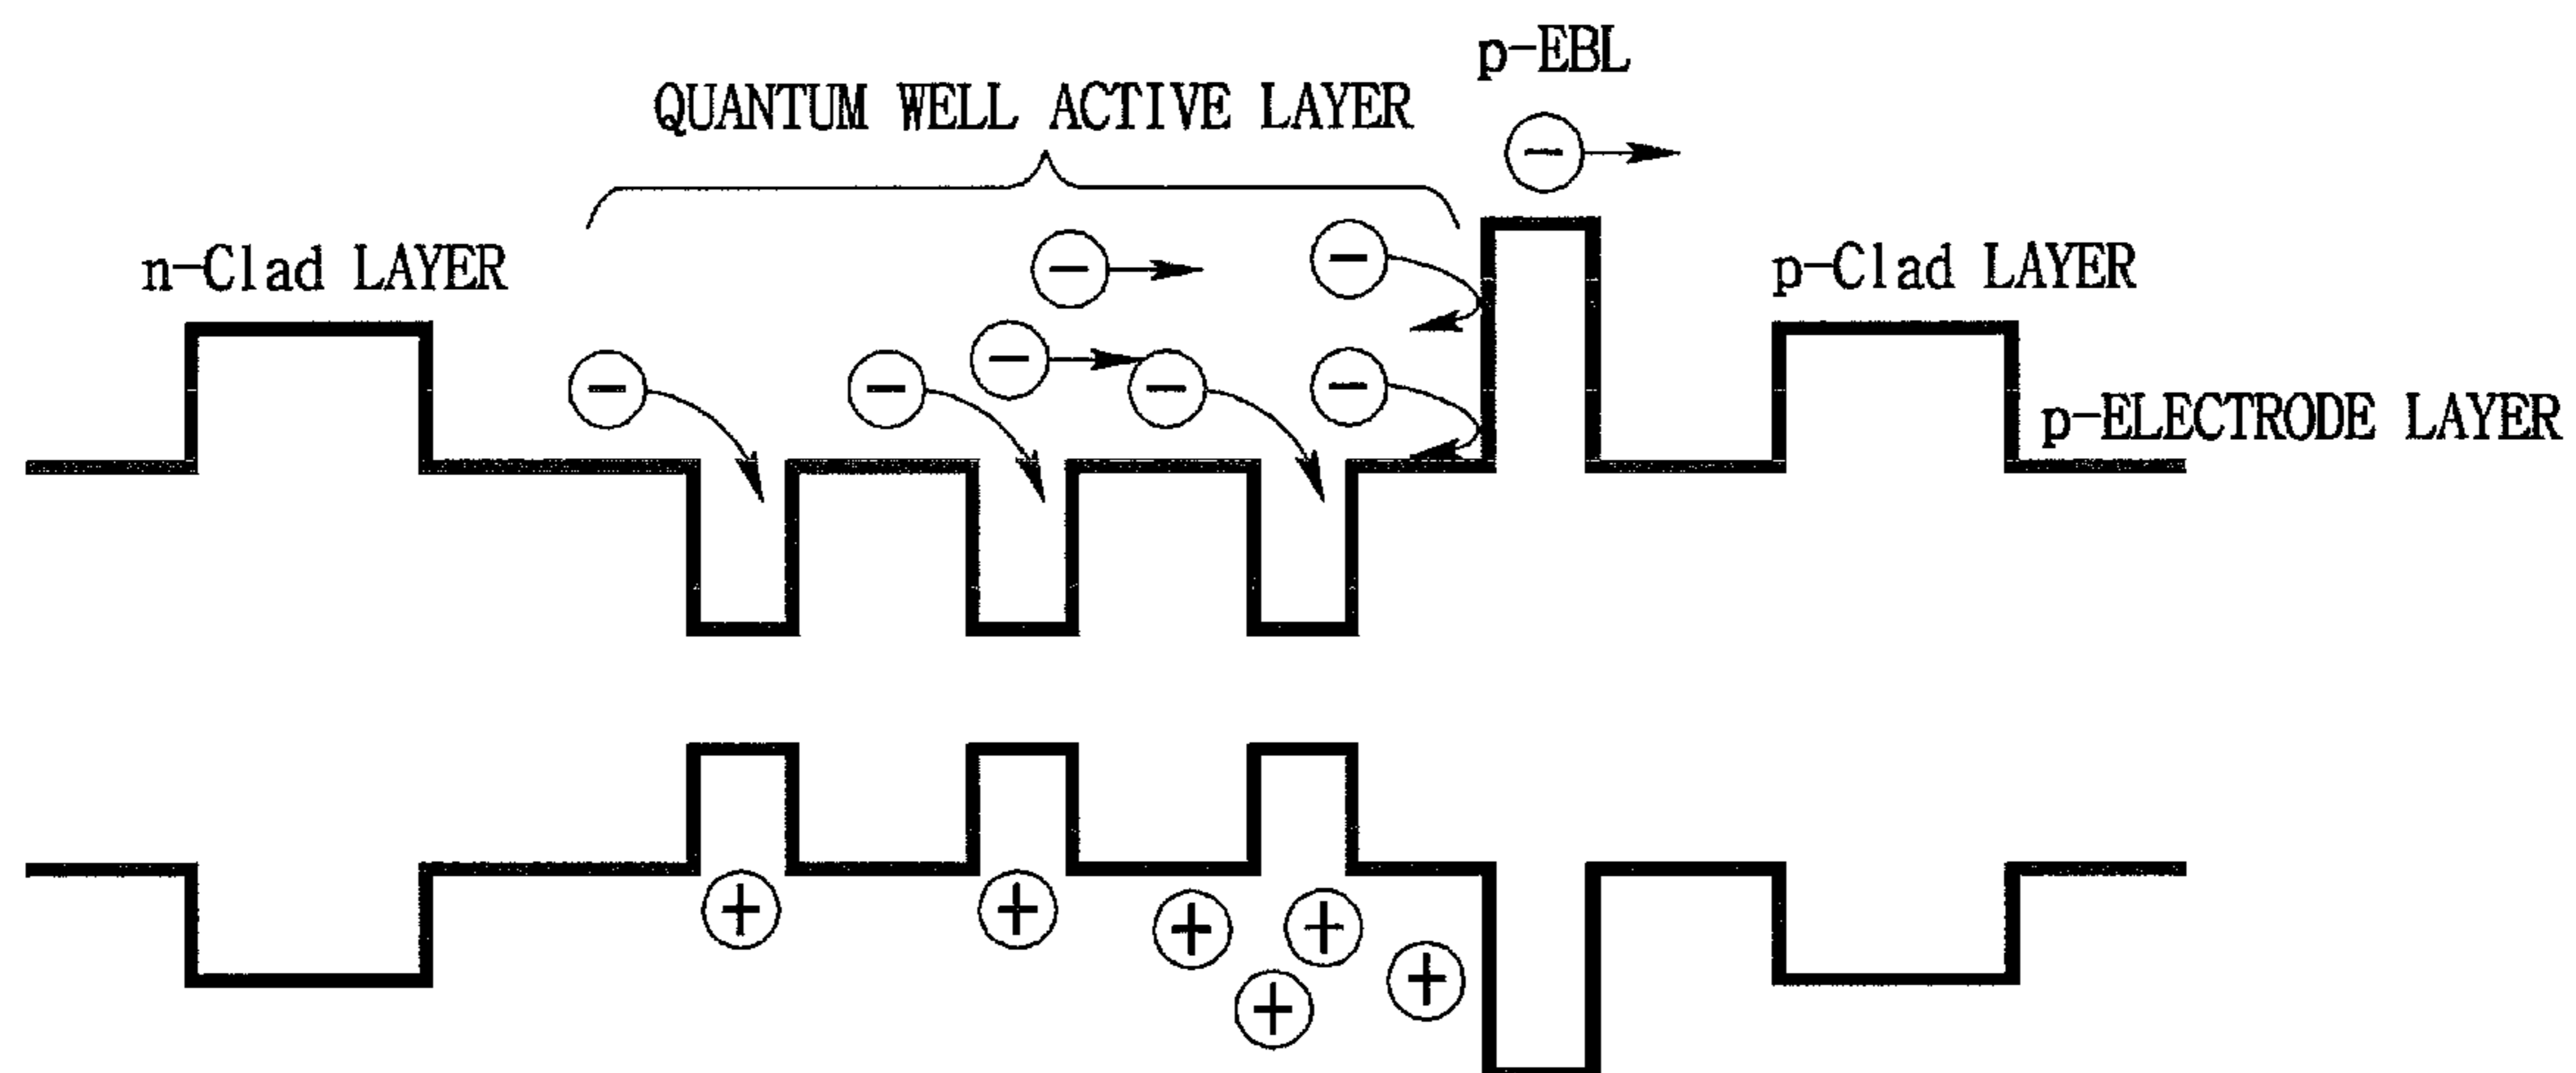 p-EBL
QUANTUM WELL ACTIVE LAYER
n-Clad LAYER
p-Clad LAYER
p-ELECTRODE LAYER